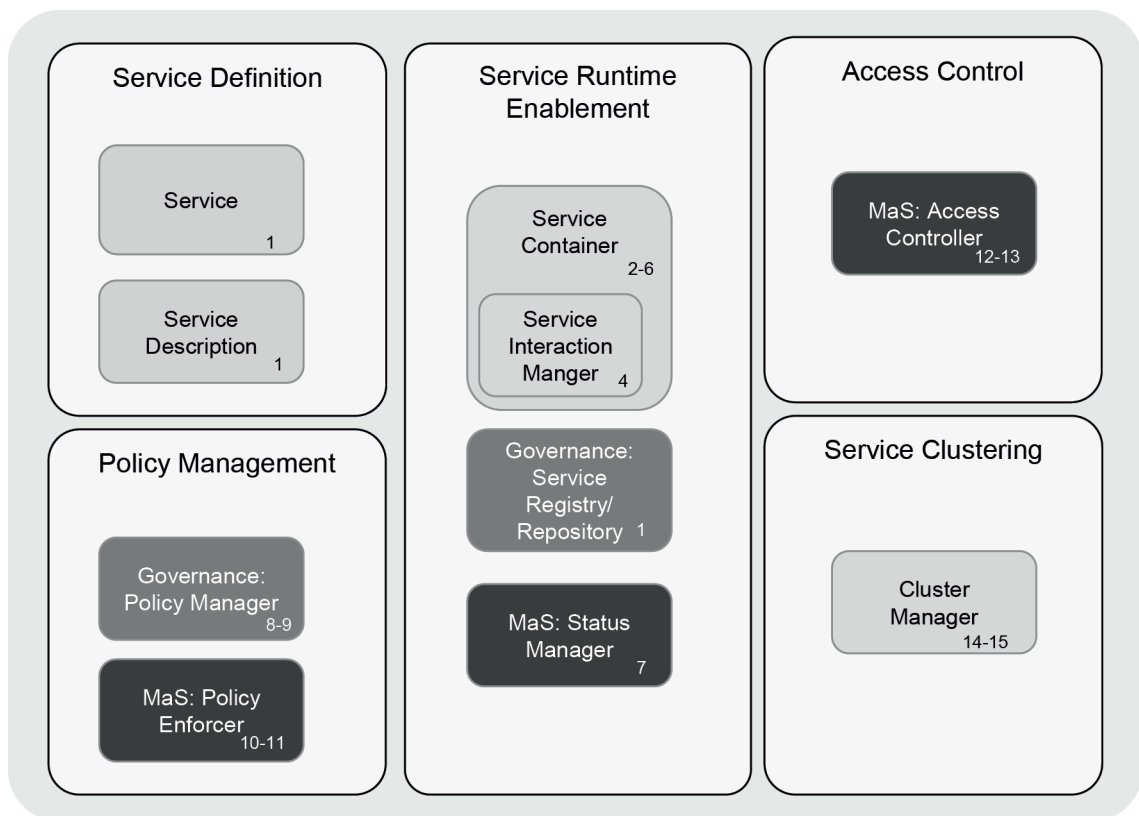 Service Definition
Service
1
Service
Description
1
Policy Management
Governance:
Policy Manager
8-9
MaS: Policy
Enforcer
10-11
Service Runtime
Enablement
Service
Container
2-6
Service
Interaction
Manger
4
Governance:
Service
Registry/
Repository 1
MaS: Status
Manager
7
Access Control
MaS: Access
Controller
12-13
Service Clustering
Cluster
Manager
14-15